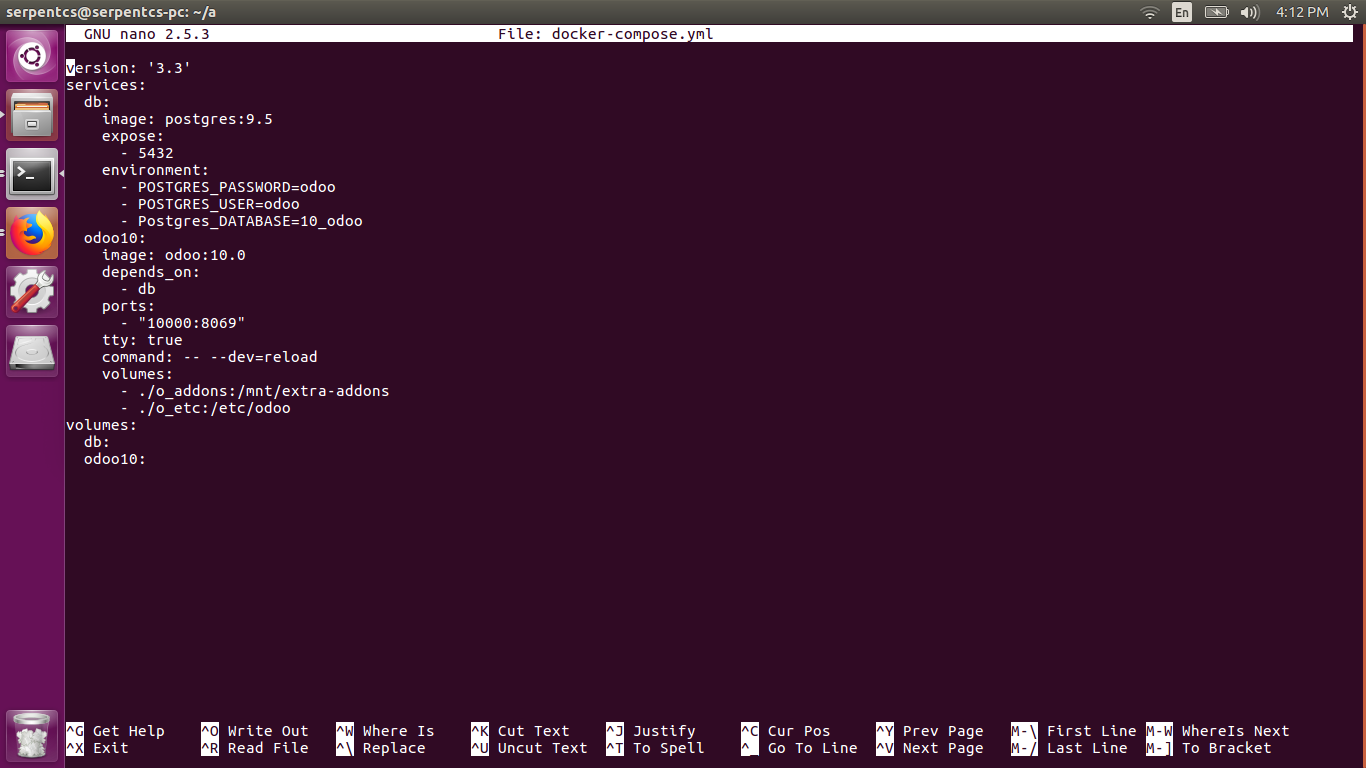 serpentcs@serpentcs-pc: ~/a
En
4:12 PM
GNU nano 2.5.3 File: docker-compose.yml
version: '3.3'
services:
  db:
    image: postgres:9.5
    expose:
      - 5432
    environment:
      - POSTGRES_PASSWORD=odoo
      - POSTGRES_USER=odoo
      - Postgres_DATABASE=10_odoo
  odoo10:
    image: odoo:10.0
    depends_on:
      - db
    ports:
      - "10000:8069"
    tty: true
    command: -- --dev=reload
    volumes:
      - ./o_addons:/mnt/extra-addons
      - ./o_etc:/etc/odoo
volumes:
  db:
  odoo10:
^G Get Help ^O Write Out ^W Where Is ^K Cut Text ^J Justify ^C Cur Pos ^Y Prev Page M-\ First Line M-W WhereIs Next
^X Exit ^R Read File ^\ Replace ^U Uncut Text ^T To Spell ^_ Go To Line ^V Next Page M-/ Last Line M-] To Bracket